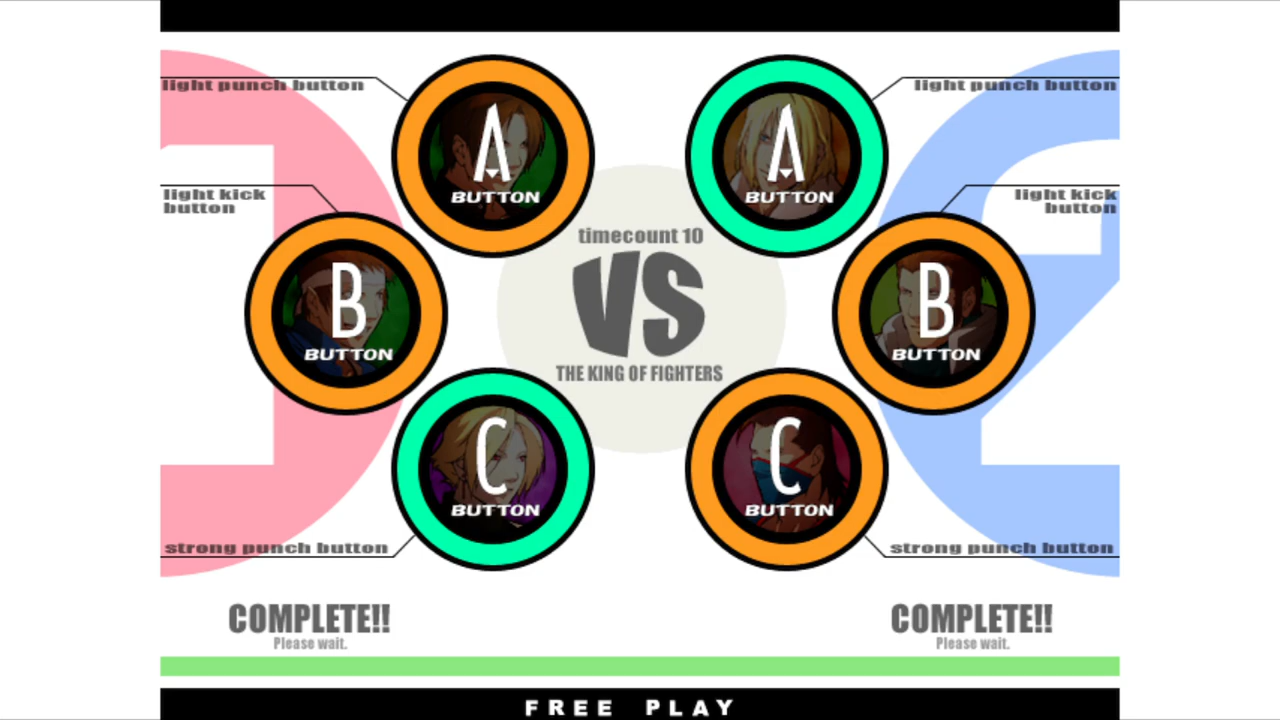 light punch button
A
BUTTON
A
BUTTON
light punch button
light kick
button
B
BUTTON
timecount 10
VS
THE KING OF FIGHTERS
light kick
button
B
BUTTON
C
BUTTON
C
BUTTON
strong punch button
strong punch button
COMPLETE!!
Please wait.
COMPLETE!!
Please wait.
FREE PLAY
1
2